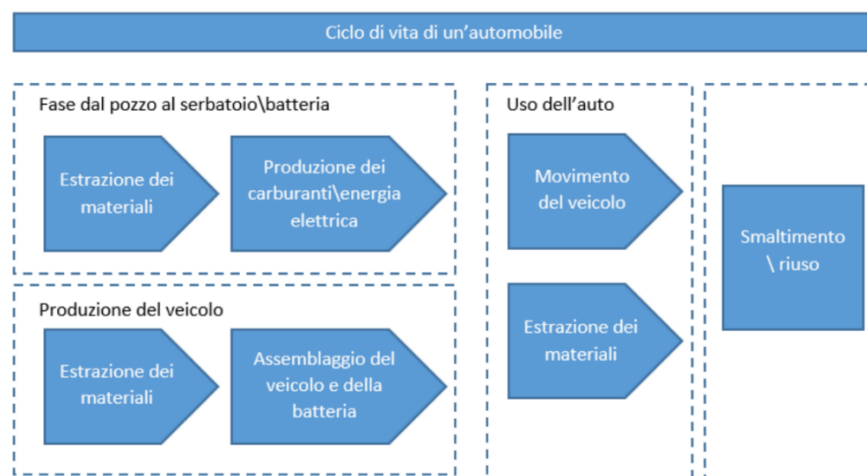 Ciclo di vita di un'automobile
Fase dal pozzo al serbatoio\batteria
Estrazione dei
materiali
Produzione dei
carburanti\energia
elettrica
Produzione del veicolo
Estrazione dei
materiali
Assemblaggio del
veicolo e della
batteria
Uso dell'auto
Movimento
del veicolo
Estrazione dei
materiali
Smaltimento
\ riuso